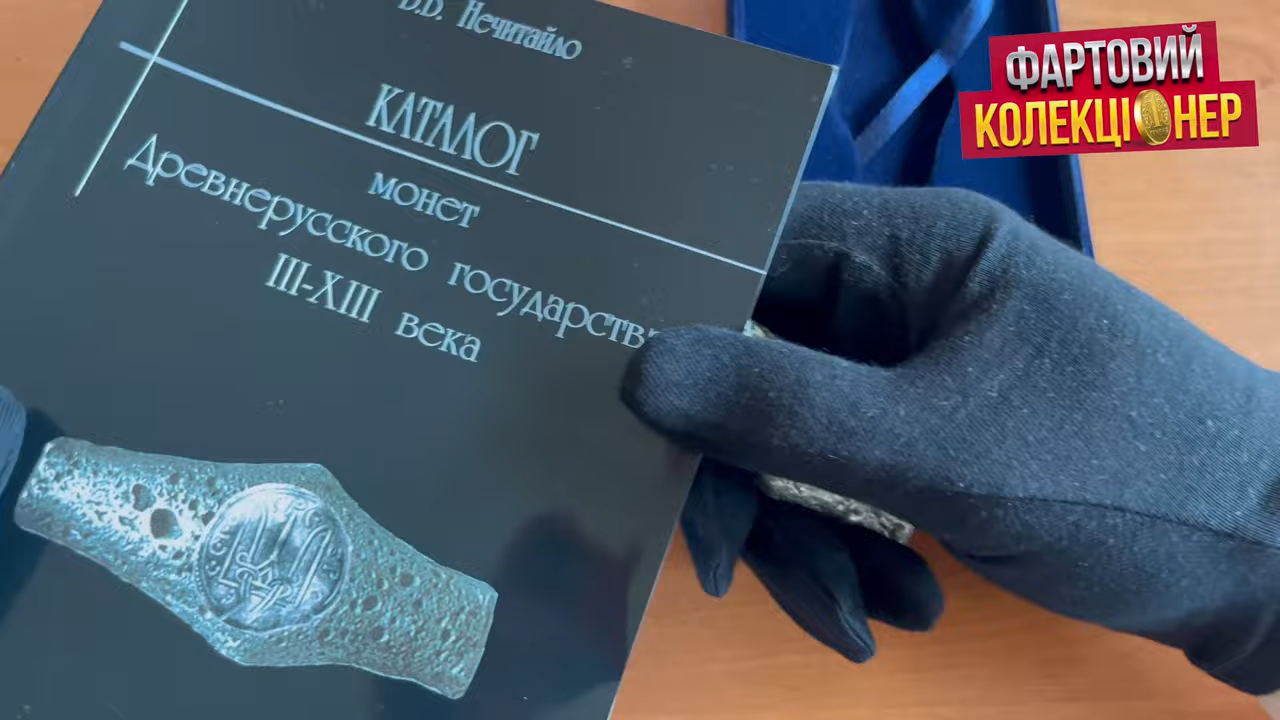 В.В. Нечитайло
КАТАЛОГ
монет
Древнерусского государства
III-XIII века
ФАРТОВИЙ
КОЛЕКЦІОНЕР